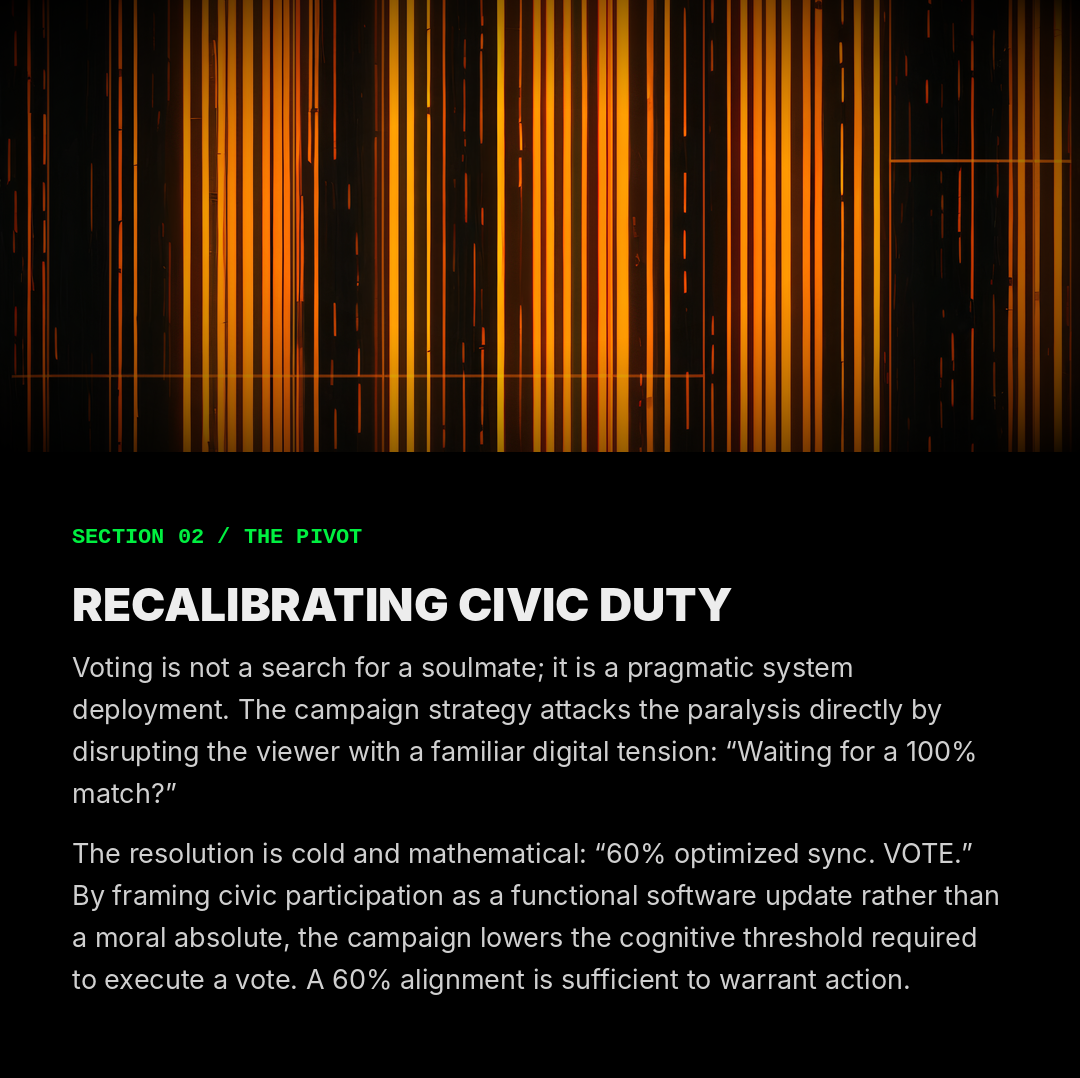 SECTION 02 / THE PIVOT
RECALIBRATING CIVIC DUTY
Voting is not a search for a soulmate; it is a pragmatic system
deployment. The campaign strategy attacks the paralysis directly by
disrupting the viewer with a familiar digital tension: “Waiting for a 100%
match?”
The resolution is cold and mathematical: “60% optimized sync. VOTE.”
By framing civic participation as a functional software update rather than
a moral absolute, the campaign lowers the cognitive threshold required
to execute a vote. A 60% alignment is sufficient to warrant action.